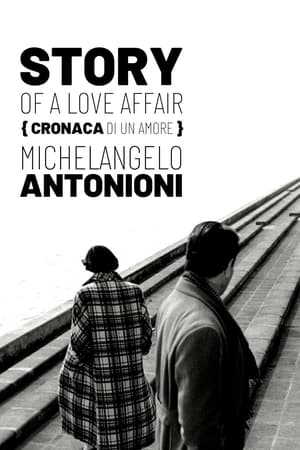 STORY
OF A LOVE AFFAIR
{ CRONACA DI UN AMORE }
MICHELANGELO
ANTONIONI